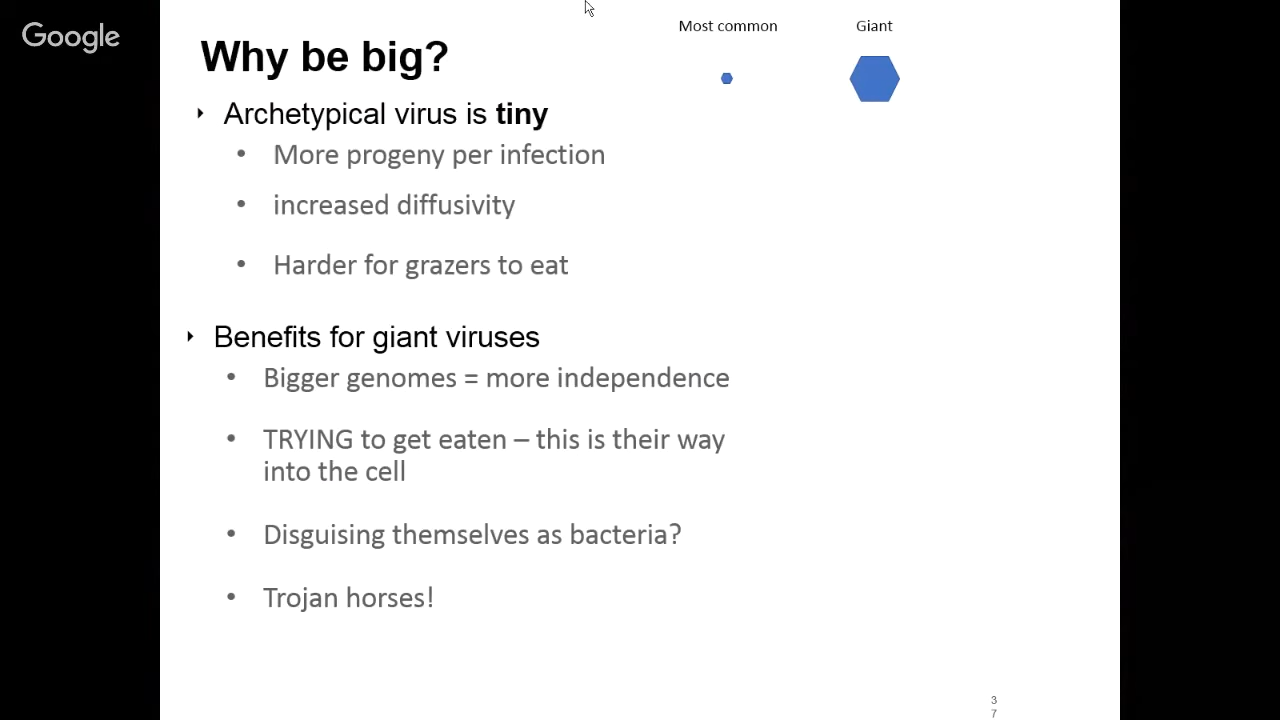 Google
Most common
Giant
Why be big?
‣ Archetypical virus is tiny
• More progeny per infection
• increased diffusivity
• Harder for grazers to eat
‣ Benefits for giant viruses
• Bigger genomes = more independence
• TRYING to get eaten – this is their way
into the cell
• Disguising themselves as bacteria?
• Trojan horses!
3
7